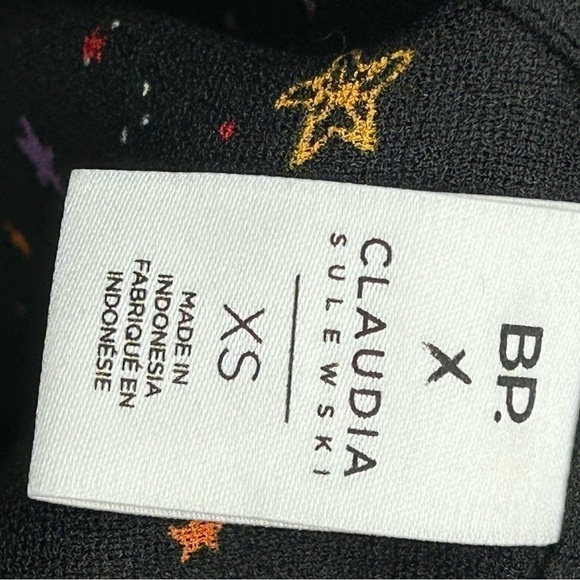 BP.
X
CLAUDIA
SULEWSKI
XS
MADE IN
INDONESIA
FABRIQUÉ EN
INDONÉSIE